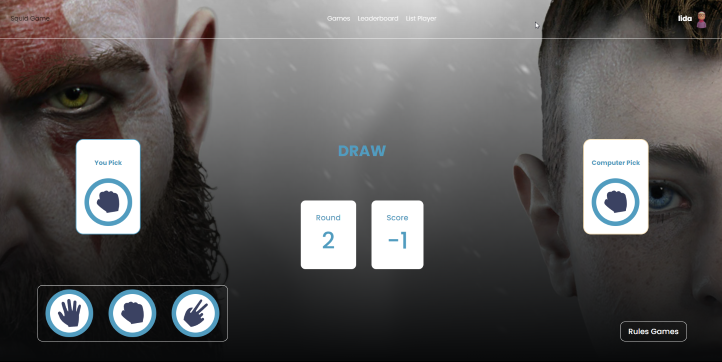 Squid Game
Games Leaderboard List Player
lida
DRAW
You Pick
Computer Pick
Round
2
Score
-1
Rules Games